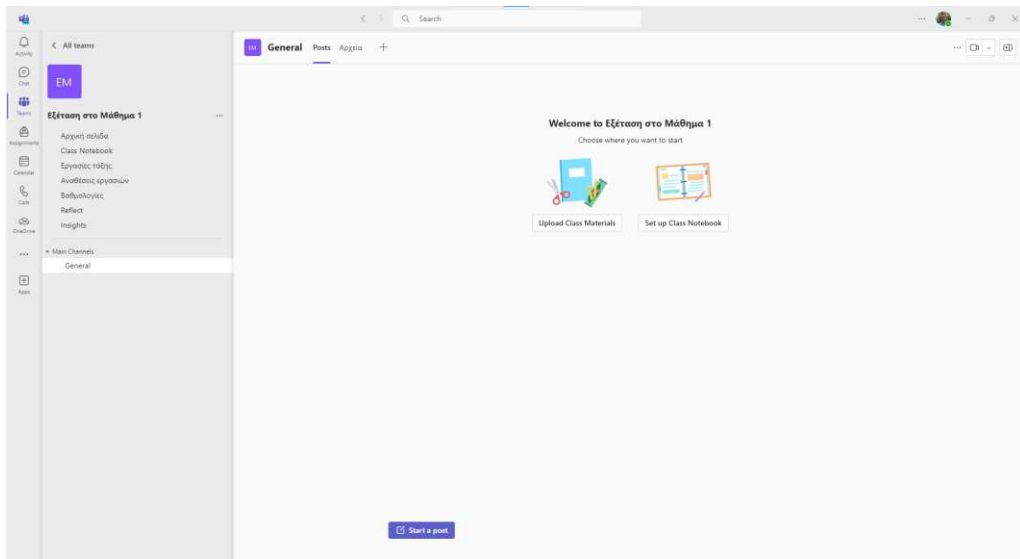 Search
Activity
Chat
Teams
Assignments
Calendar
Calls
OneDrive
Apps
All teams
EM
Εξέταση στο Μάθημα 1
Αρχική σελίδα
Class Notebook
Εργασίες τάξης
Αναθέσεις εργασιών
Βαθμολογίες
Reflect
Insights
Main Channels
General
EM General Posts Αρχεία
Welcome to Εξέταση στο Μάθημα 1
Choose where you want to start
Upload Class Materials Set up Class Notebook
Start a post